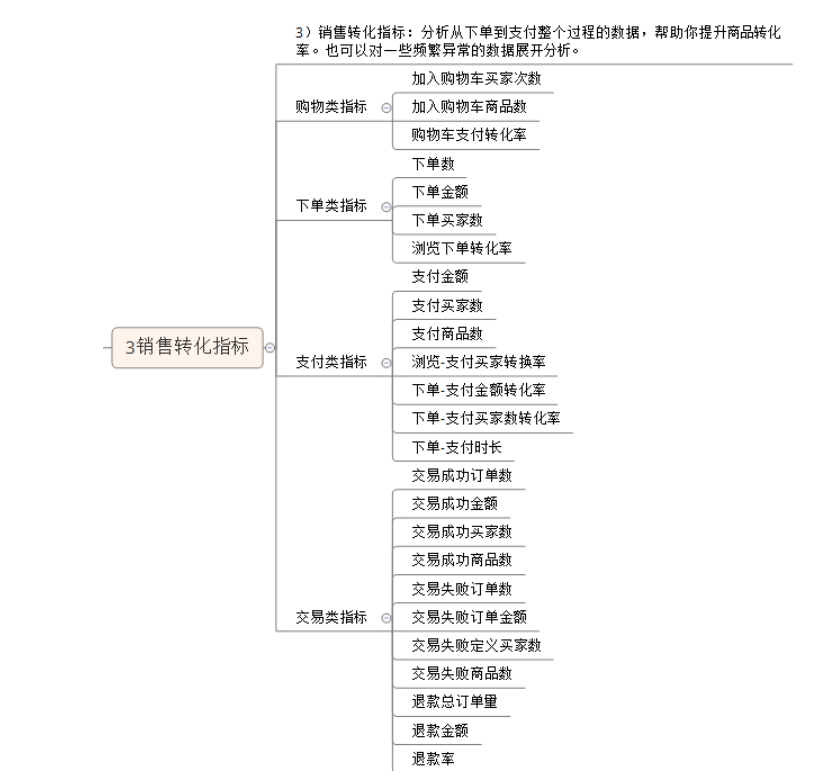 3）销售转化指标：分析从下单到支付整个过程的数据，帮助你提升商品转化
率。也可以对一些频繁异常的数据展开分析。
3销售转化指标
购物类指标
加入购物车买家次数
加入购物车商品数
购物车支付转化率
下单类指标
下单数
下单金额
下单买家数
浏览下单转化率
支付类指标
支付金额
支付买家数
支付商品数
浏览-支付买家转换率
下单-支付金额转化率
下单-支付买家数转化率
下单-支付时长
交易类指标
交易成功订单数
交易成功金额
交易成功买家数
交易成功商品数
交易失败订单数
交易失败订单金额
交易失败定义买家数
交易失败商品数
退款总订单量
退款金额
退款率